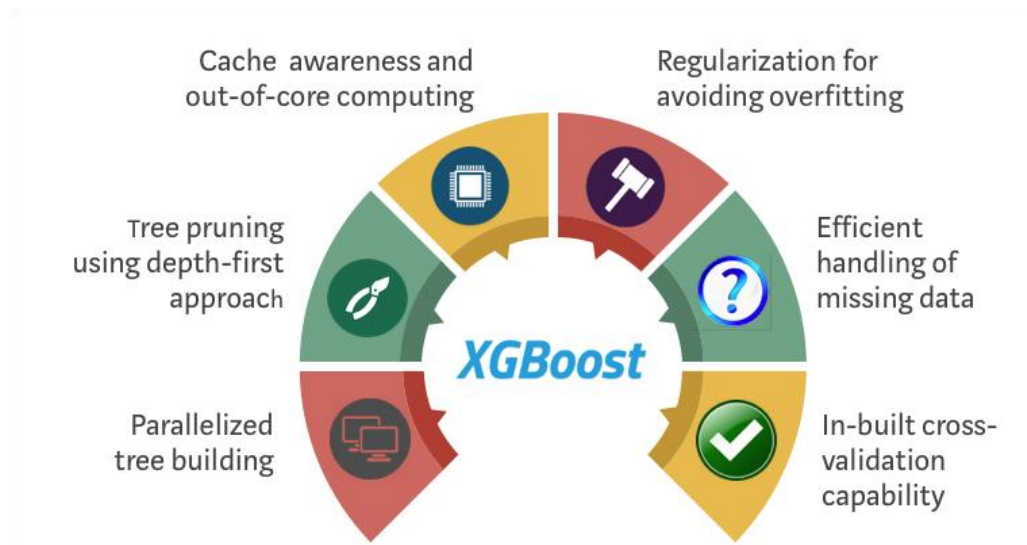 Cache awareness and
out-of-core computing
Regularization for
avoiding overfitting
Tree pruning
using depth-first
approach
Efficient
handling of
missing data
XGBoost
Parallelized
tree building
In-built cross-
validation
capability